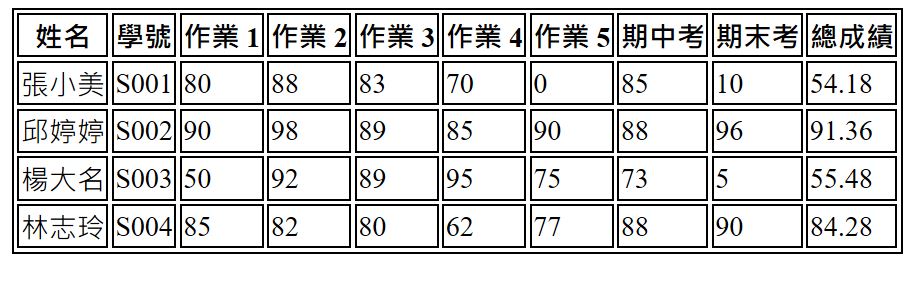 姓名 學號 作業 1 作業 2 作業 3 作業 4 作業 5 期中考 期末考 總成績
張小美 S001 80 88 83 70 0 85 10 54.18
邱婷婷 S002 90 98 89 85 90 88 96 91.36
楊大名 S003 50 92 89 95 75 73 5 55.48
林志玲 S004 85 82 80 62 77 88 90 84.28